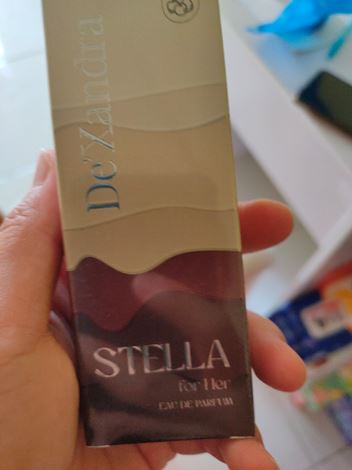 De'Xandra
STELLA
for Her
EAU DE PARFUM